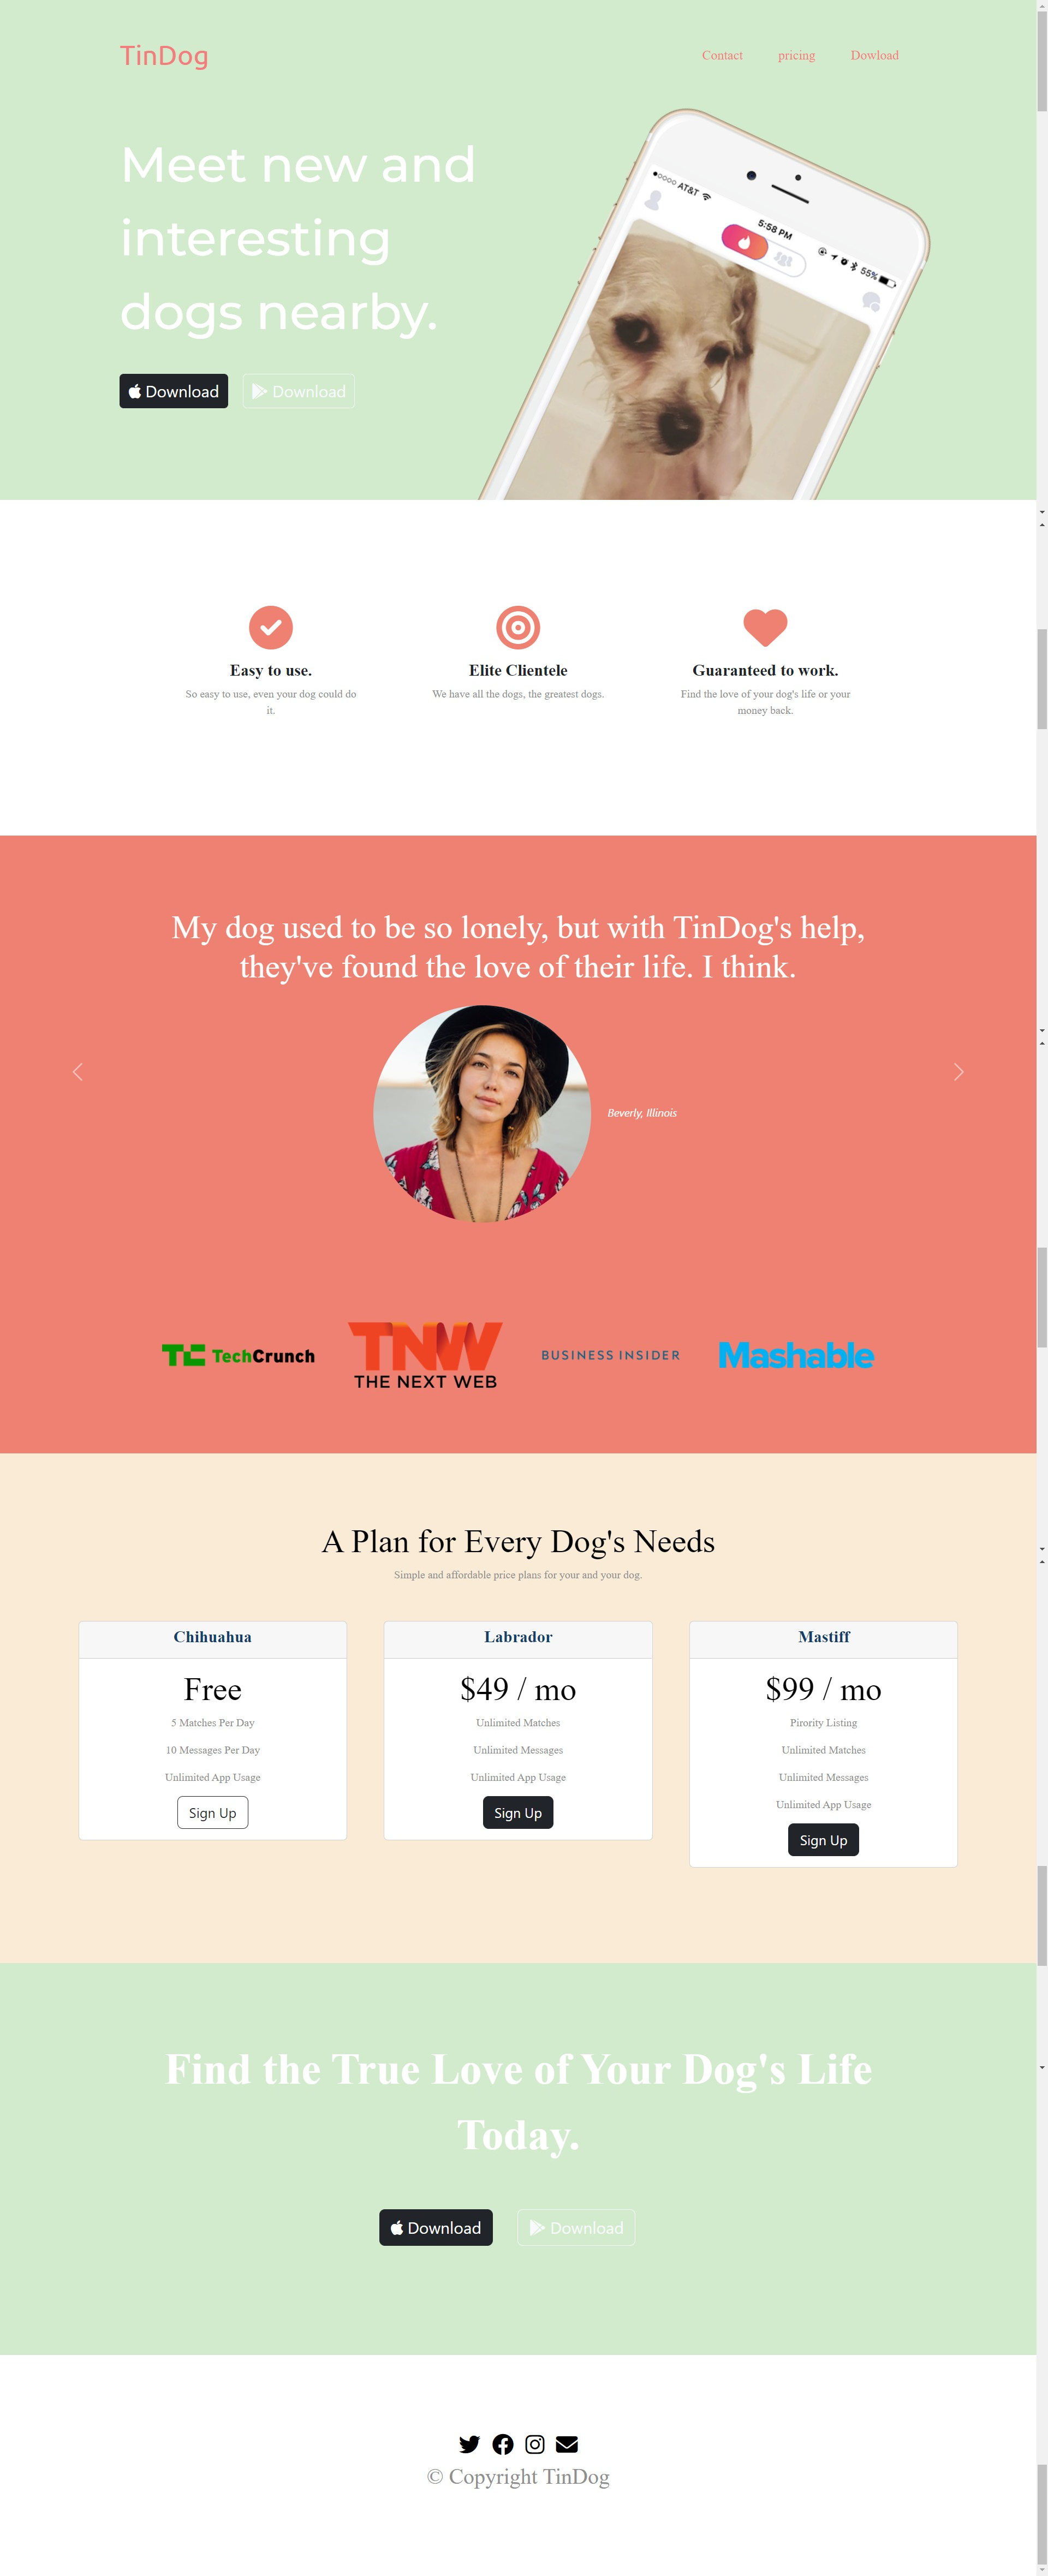 TinDog
Contact pricing Dowload
Meet new and
interesting
dogs nearby.
AT&T
5:58 PM
55%
Download Download
Easy to use.
So easy to use, even your dog could do
it.
Elite Clientele
We have all the dogs, the greatest dogs.
Guaranteed to work.
Find the love of your dog's life or your
money back.
My dog used to be so lonely, but with TinDog's help,
they've found the love of their life. I think.
Beverly, Illinois
TC TechCrunch
TNW
THE NEXT WEB
BUSINESS INSIDER
Mashable
A Plan for Every Dog's Needs
Simple and affordable price plans for your and your dog.
Chihuahua
Free
5 Matches Per Day
10 Messages Per Day
Unlimited App Usage
Sign Up
Labrador
$49 / mo
Unlimited Matches
Unlimited Messages
Unlimited App Usage
Sign Up
Mastiff
$99 / mo
Pirority Listing
Unlimited Matches
Unlimited Messages
Unlimited App Usage
Sign Up
Find the True Love of Your Dog's Life
Today.
Download Download
© Copyright TinDog